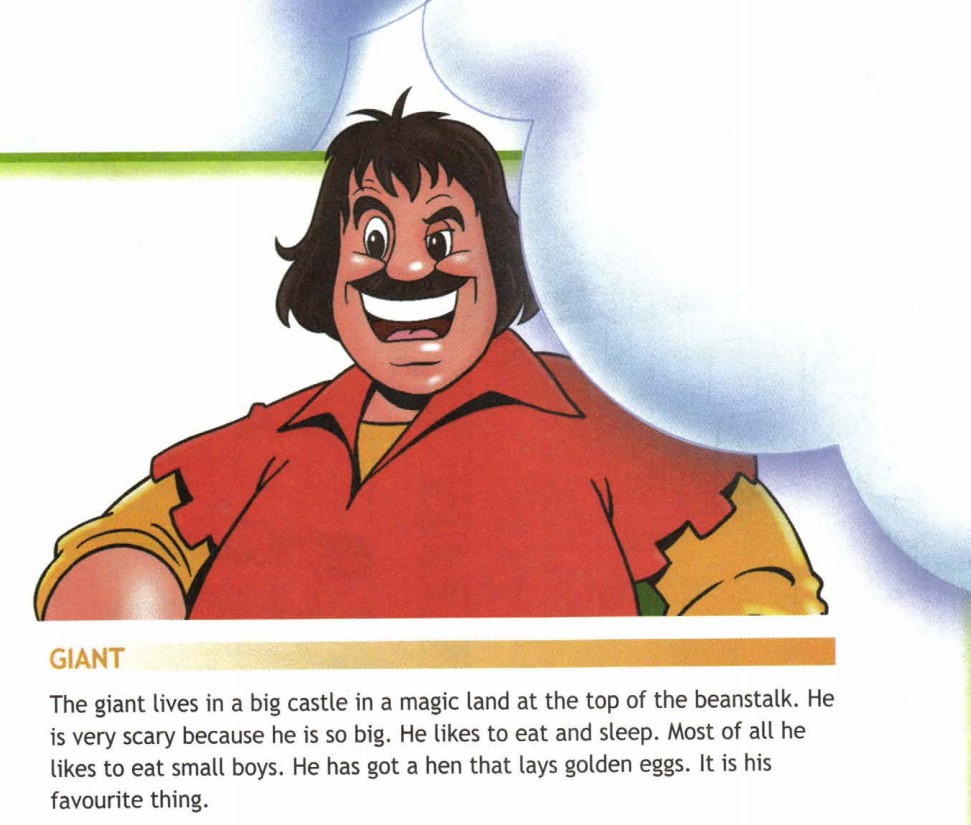 GIANT
The giant lives in a big castle in a magic land at the top of the beanstalk. He
is very scary because he is so big. He likes to eat and sleep. Most of all he
likes to eat small boys. He has got a hen that lays golden eggs. It is his
favourite thing.